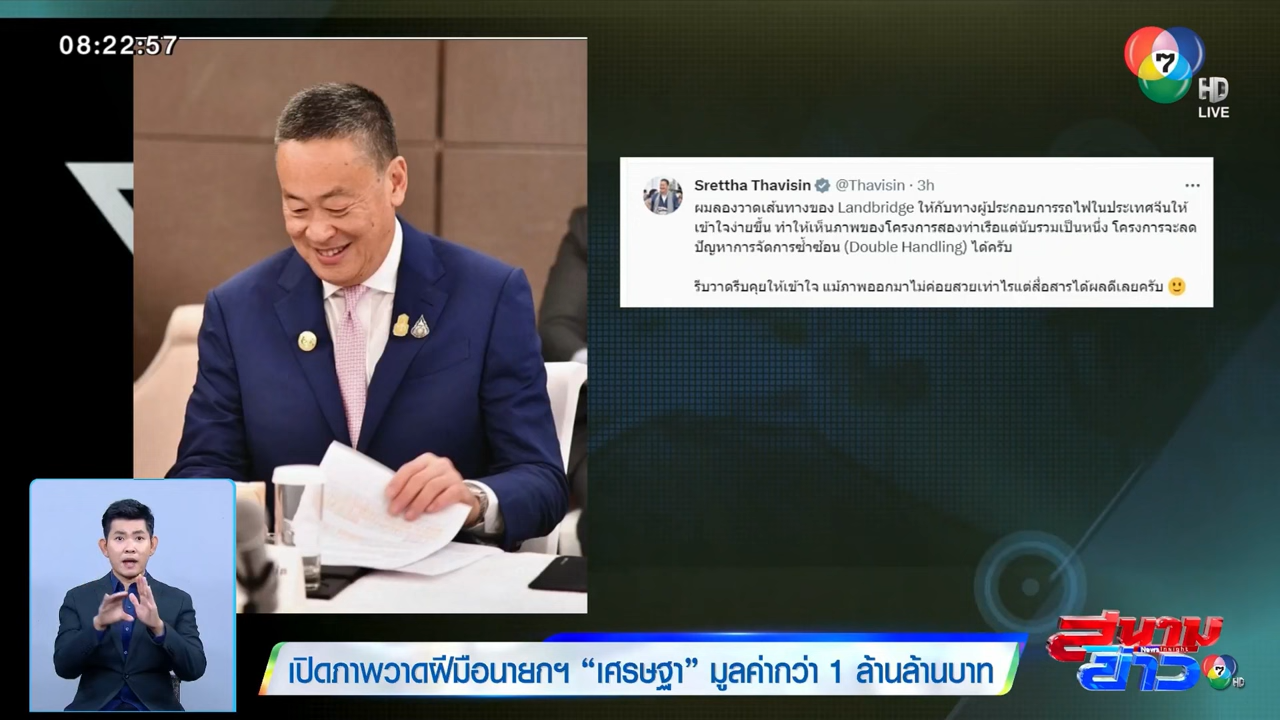 08:22:57
7
HD
LIVE
Srettha Thavisin @Thavisin · 3h
ผมลองวาดเส้นทางของ Landbridge ให้กับทางผู้ประกอบการรถไฟในประเทศจีนให้
เข้าใจง่ายขึ้น ทำให้เห็นภาพของโครงการสองท่าเรือแต่นับรวมเป็นหนึ่ง โครงการจะลด
ปัญหาการจัดการซ้ำซ้อน (Double Handling) ได้ครับ
รีบวาดรีบคุยให้เข้าใจ แม้ภาพออกมาไม่ค่อยสวยเท่าไรแต่สื่อสารได้ผลดีเลยครับ 🙂
เปิดภาพวาดฝีมือนายกฯ “เศรษฐา” มูลค่ากว่า 1 ล้านล้านบาท
สนาม
News Insight
ข่าว
7
HD